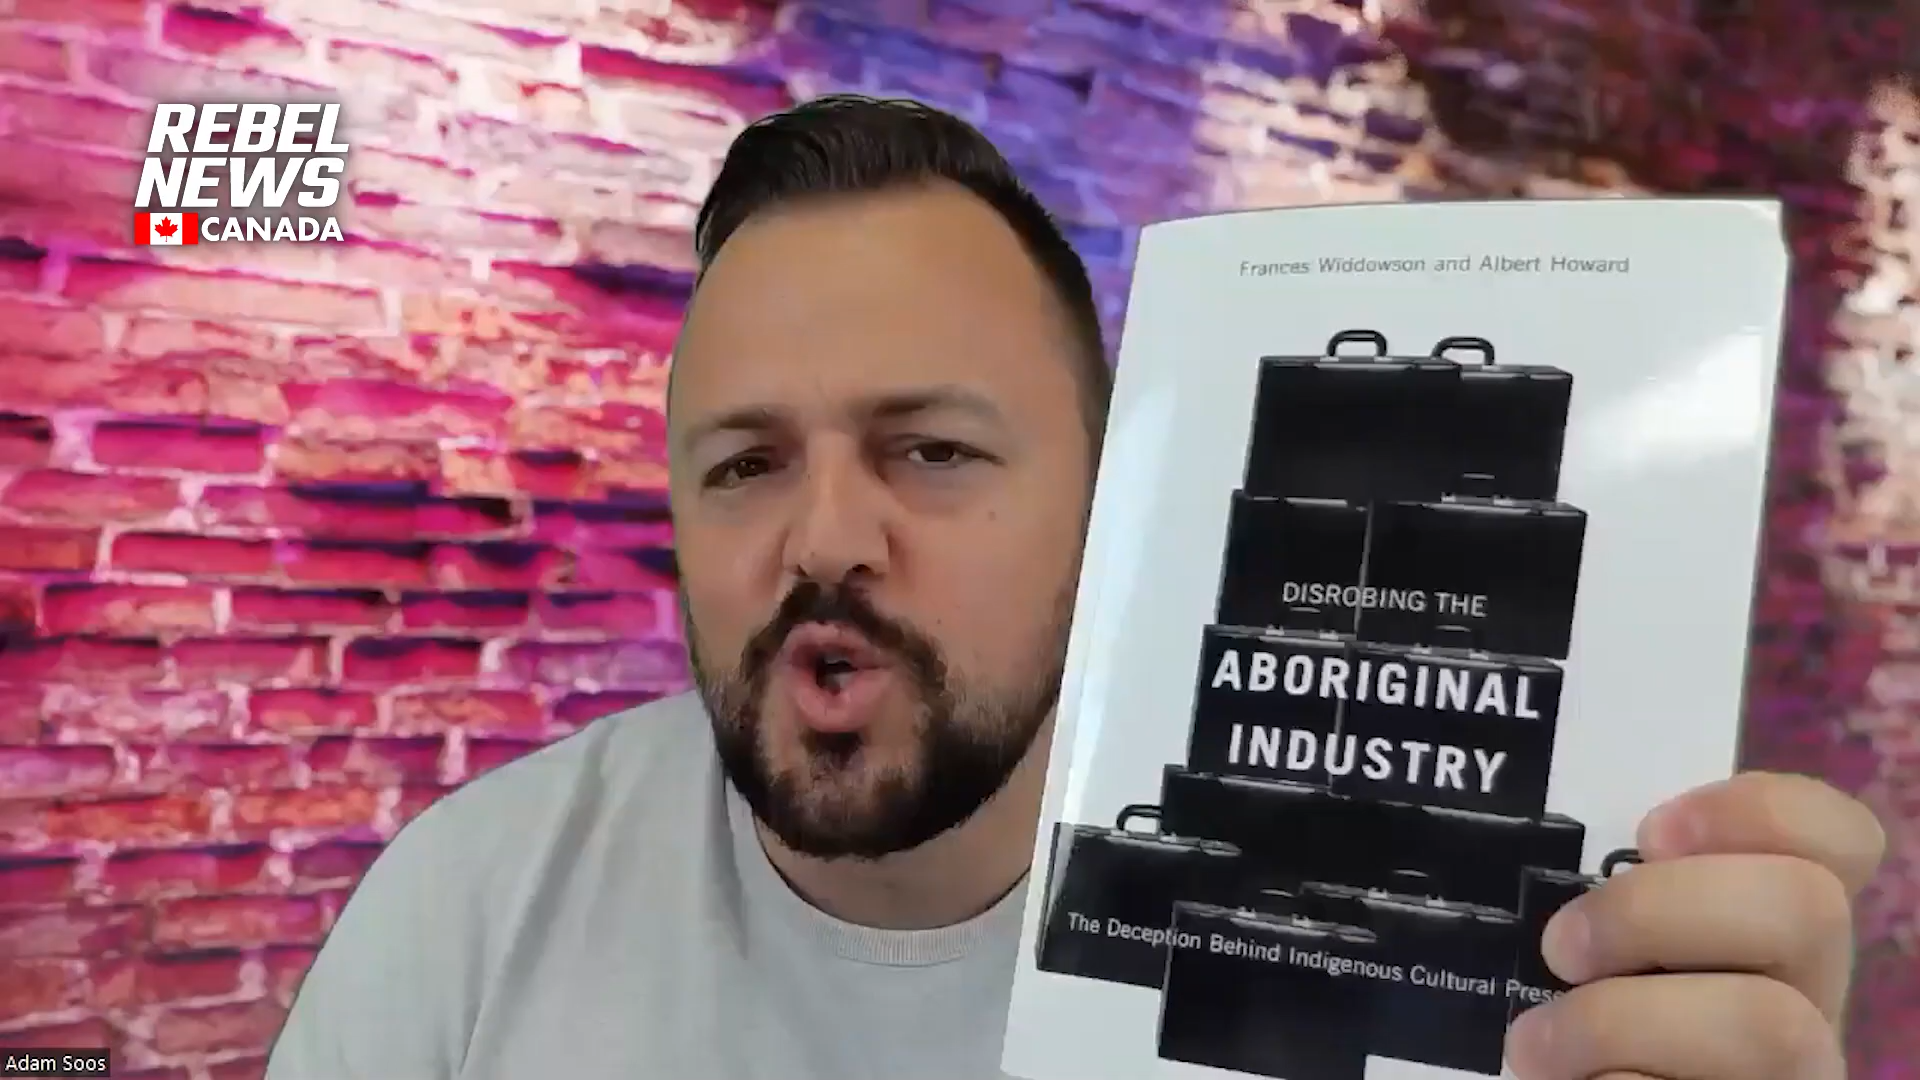 REBEL
NEWS
CANADA
Frances Widdowson and Albert Howard
DISROBING THE
ABORIGINAL
INDUSTRY
The Deception Behind Indigenous Cultural
Adam Soos